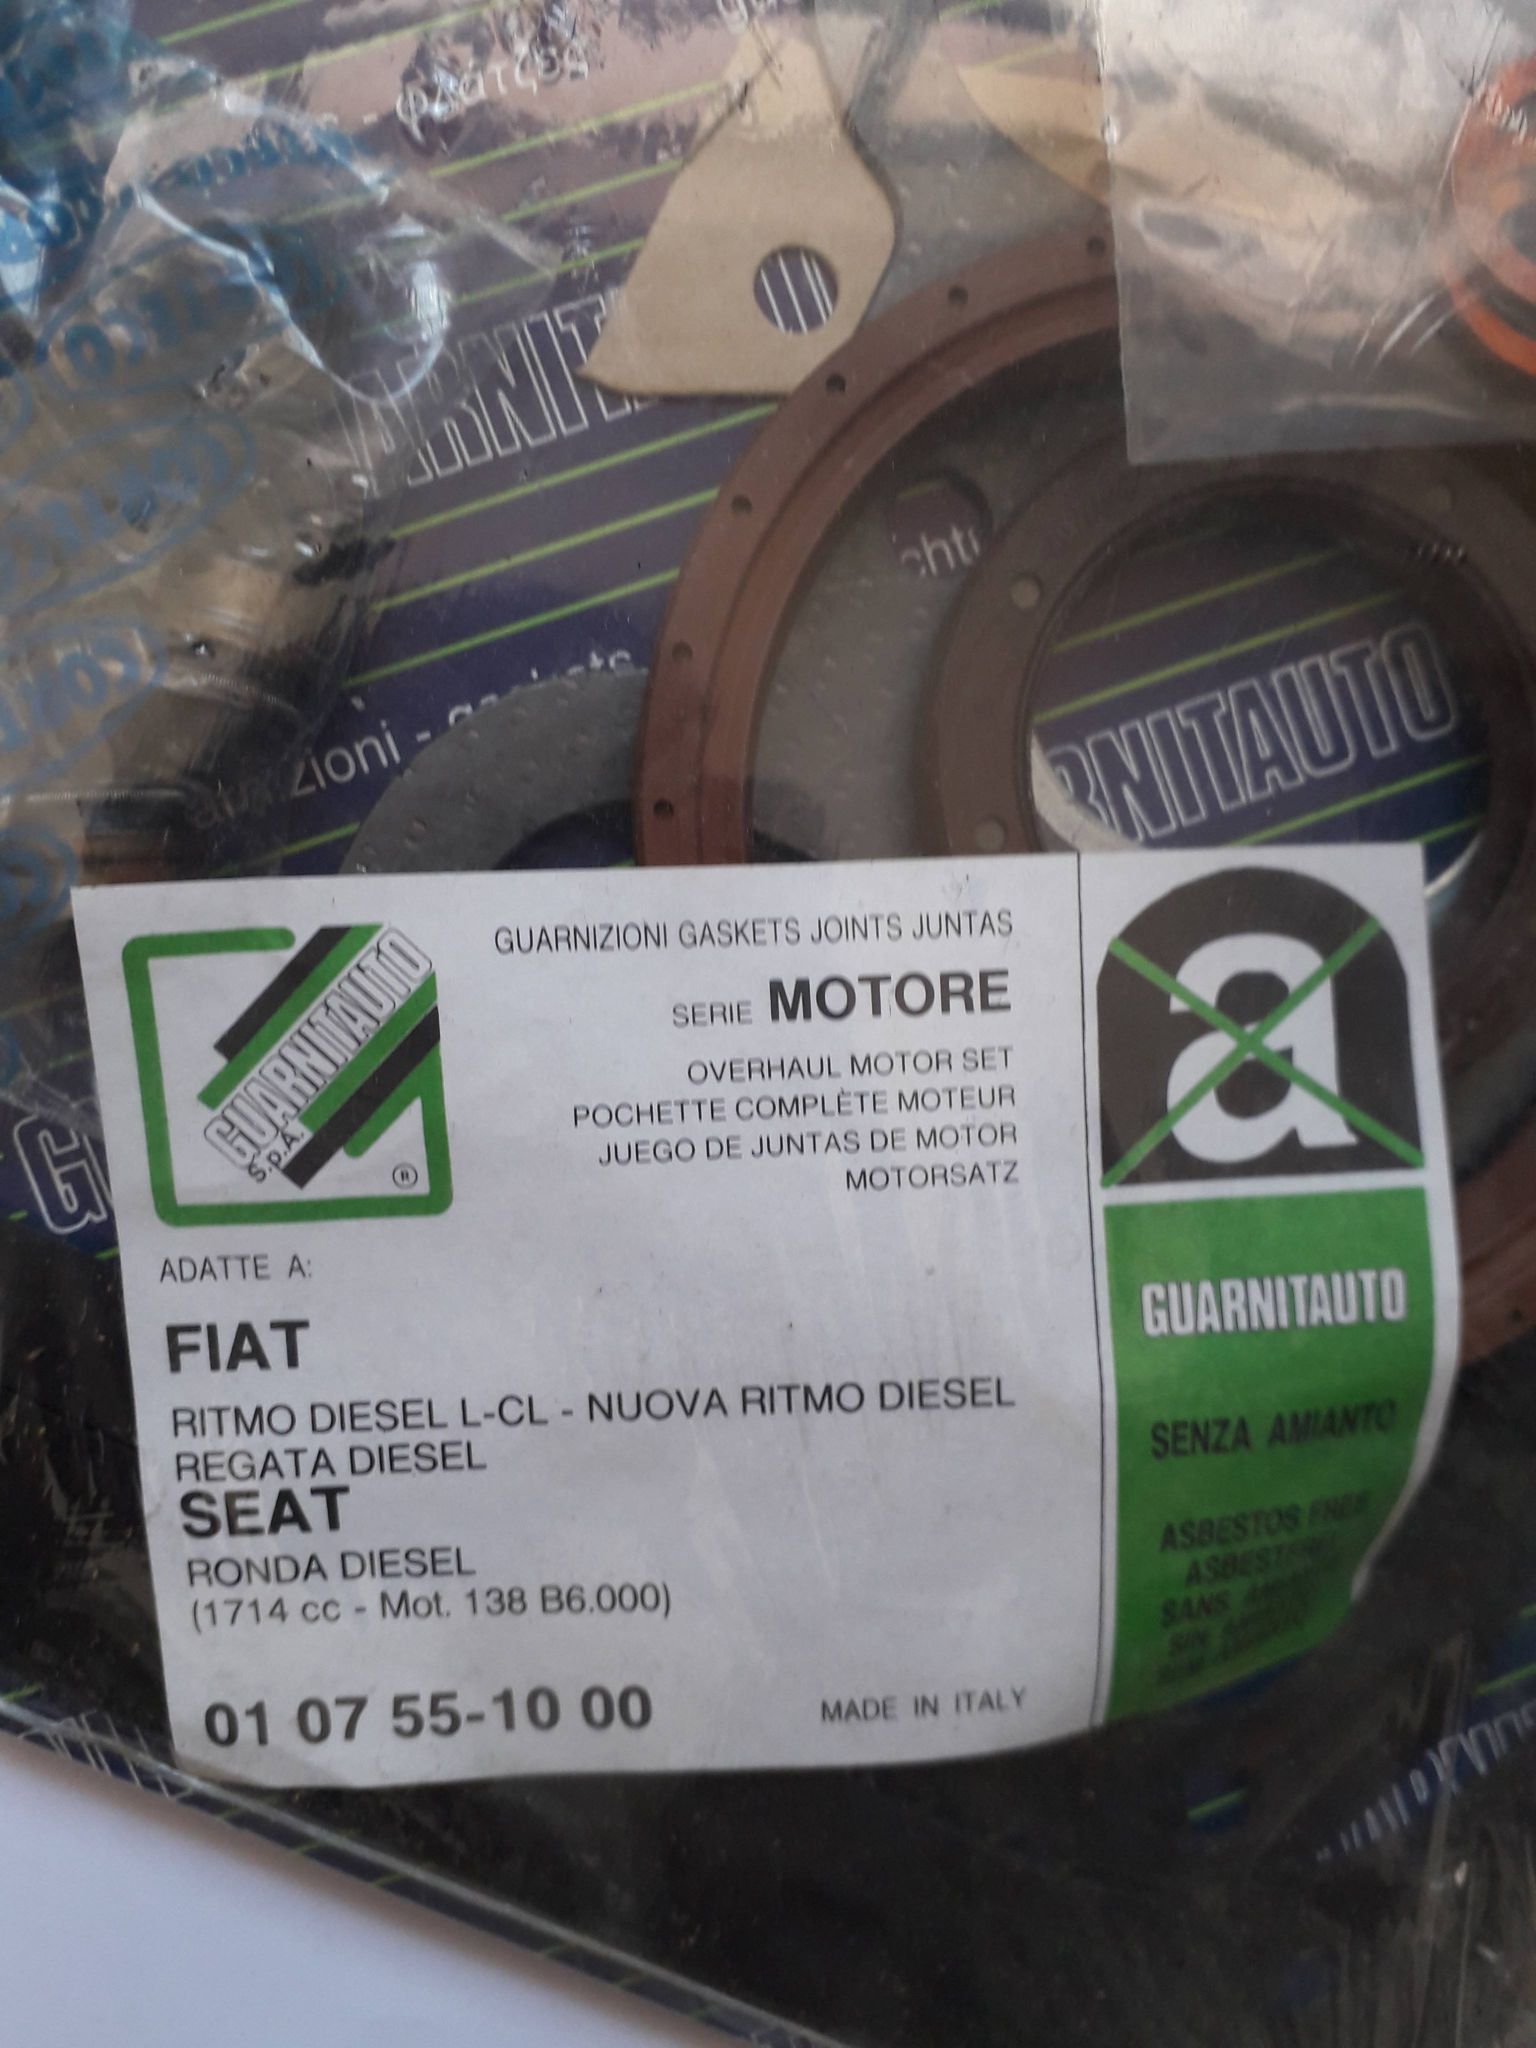 GUARNITAUTO
S.p.A.
®
GUARNIZIONI GASKETS JOINTS JUNTAS
SERIE MOTORE
OVERHAUL MOTOR SET
POCHETTE COMPLÈTE MOTEUR
JUEGO DE JUNTAS DE MOTOR
MOTORSATZ
ADATTE A:
FIAT
RITMO DIESEL L-CL - NUOVA RITMO DIESEL
REGATA DIESEL
SEAT
RONDA DIESEL
(1714 cc - Mot. 138 B6.000)
01 07 55-10 00
MADE IN ITALY
a
GUARNITAUTO
SENZA AMIANTO
ASBESTOS FREE